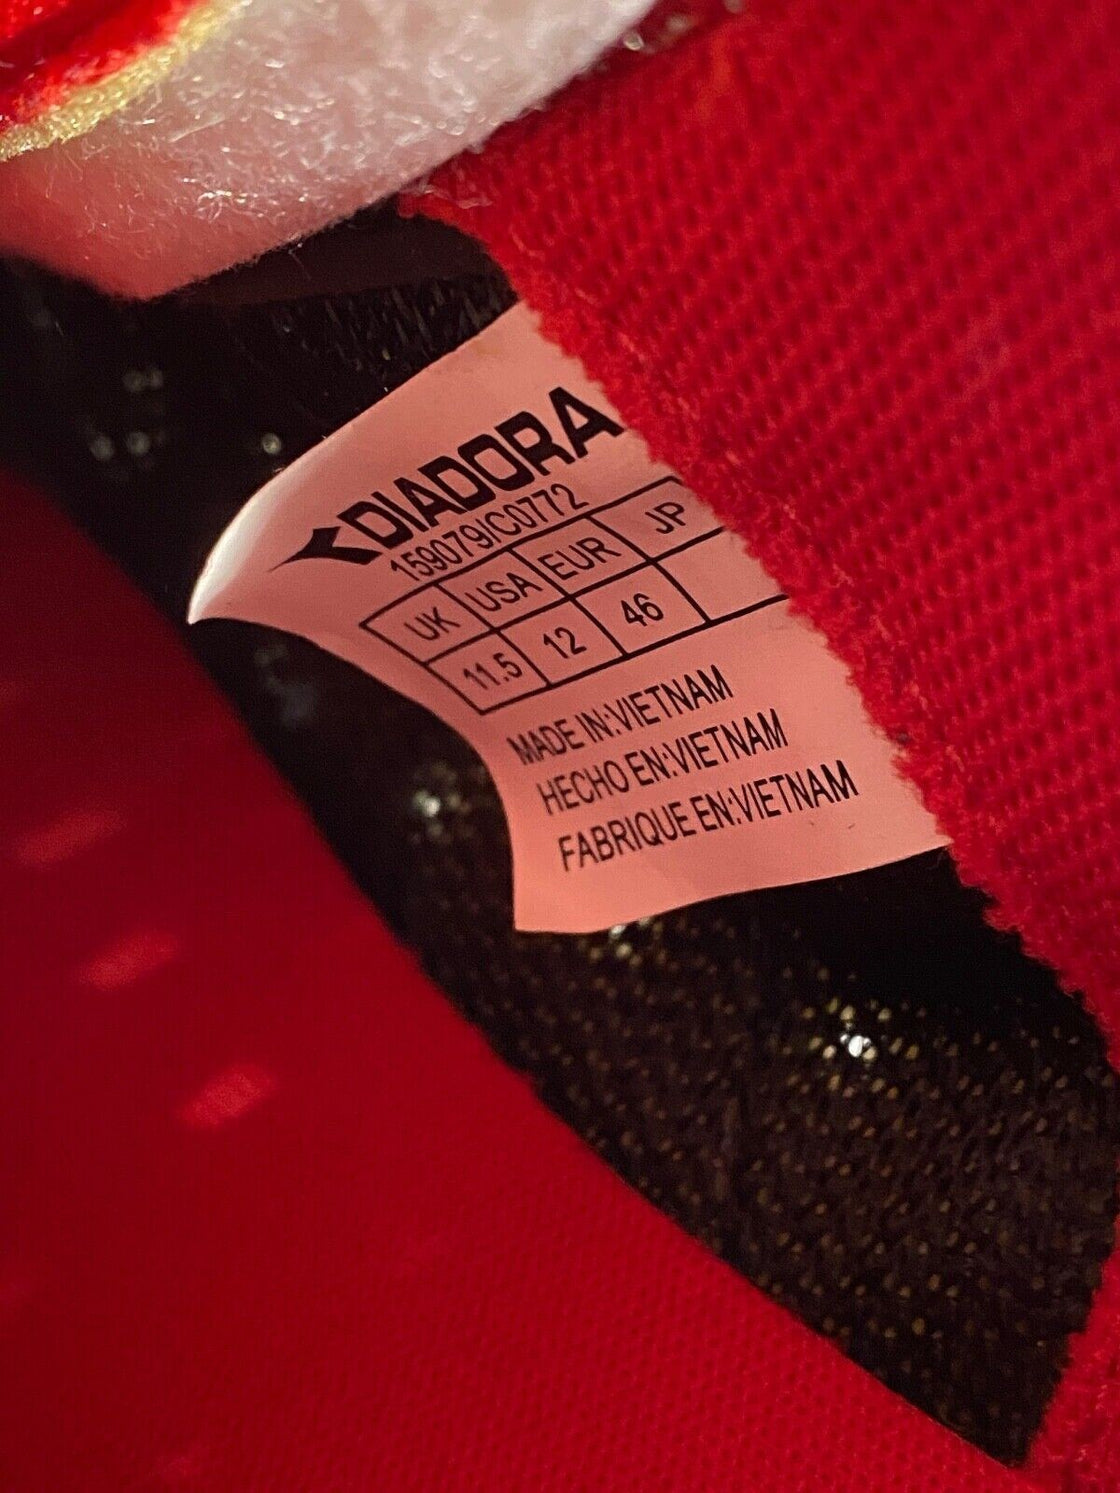 DIADORA
159079/C0772
UK USA EUR JP
11.5 12 46
MADE IN:VIETNAM
HECHO EN:VIETNAM
FABRIQUE EN:VIETNAM